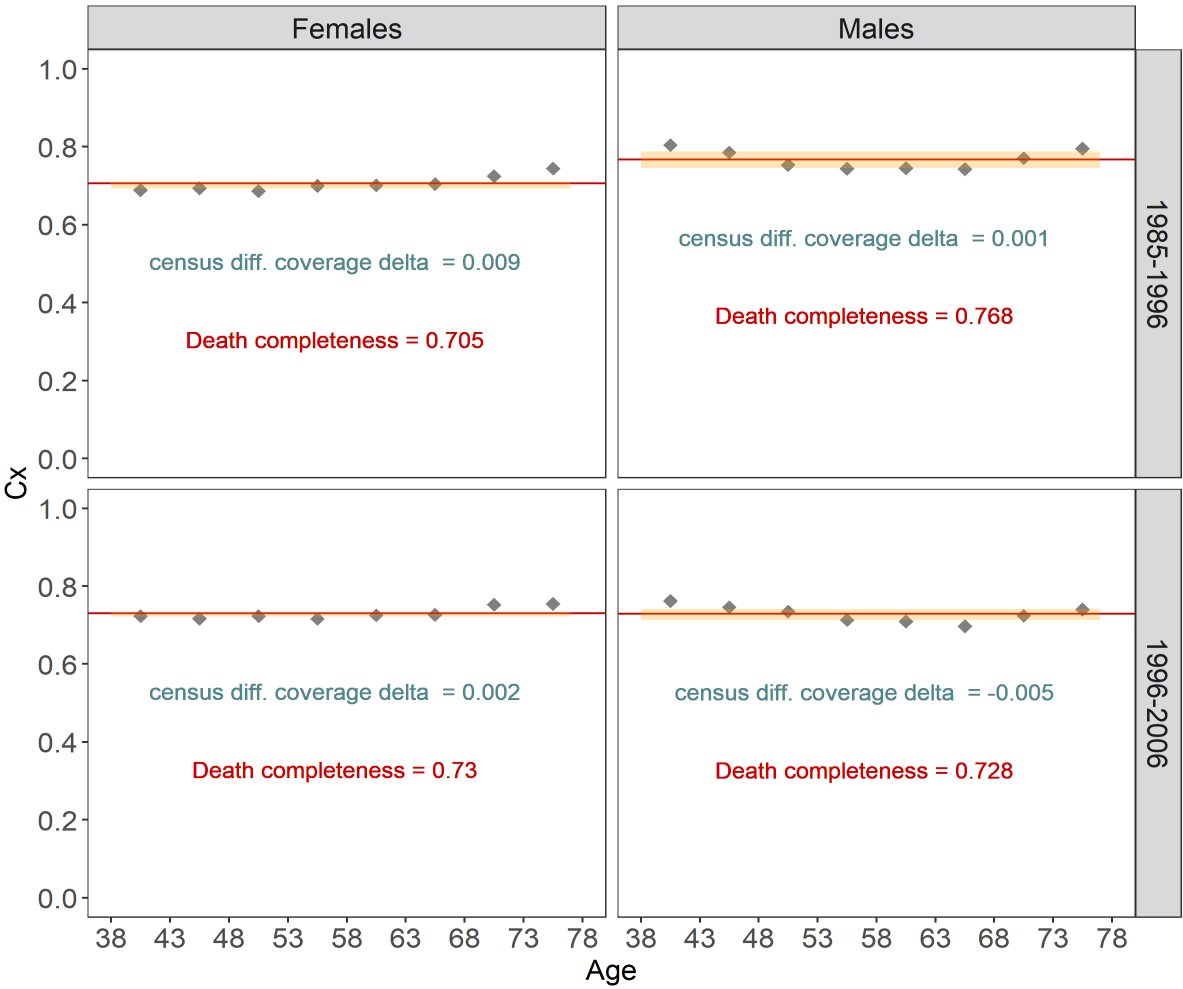 Females
Males
1.0
0.8
0.6
0.4
0.2
0.0
census diff. coverage delta  = 0.009
Death completeness = 0.705
census diff. coverage delta  = 0.001
Death completeness = 0.768
1985-1996
Cx
1.0
0.8
0.6
0.4
0.2
0.0
census diff. coverage delta  = 0.002
Death completeness = 0.73
census diff. coverage delta  = -0.005
Death completeness = 0.728
1996-2006
38 43 48 53 58 63 68 73 78
38 43 48 53 58 63 68 73 78
Age